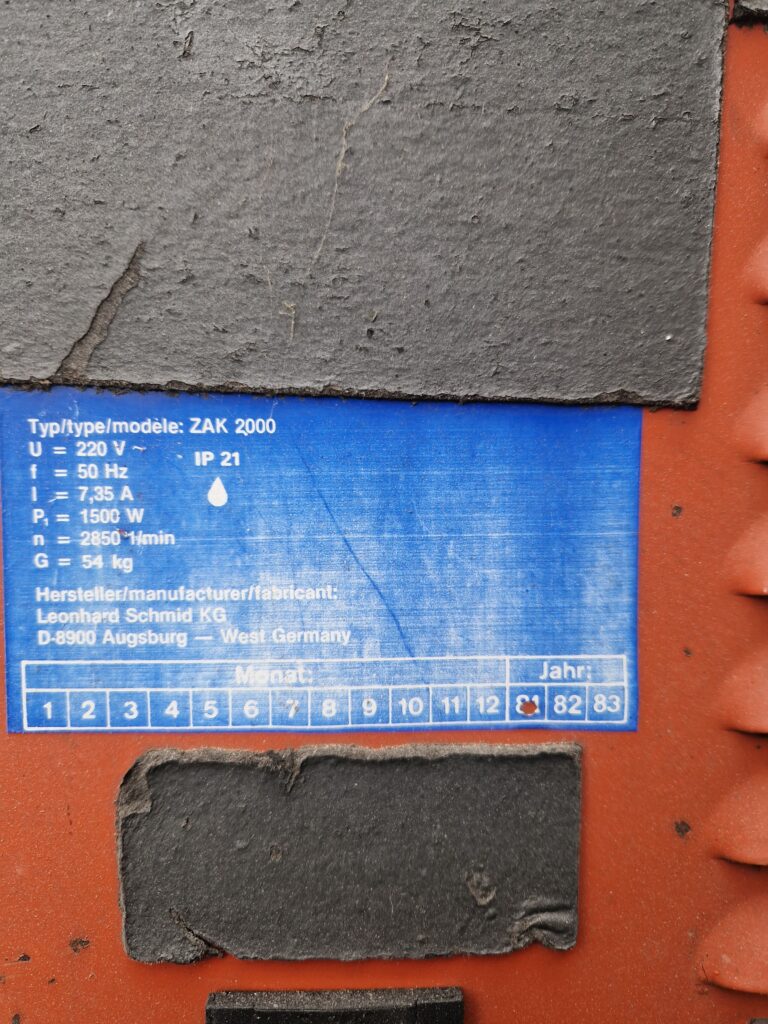 Typ/type/modèle: ZAK 2000
U = 220 V ~
IP 21
f = 50 Hz
I = 7,35 A
P₁ = 1500 W
n = 2850 1/min
G = 54 kg
Hersteller/manufacturer/fabricant:
Leonhard Schmid KG
D-8900 Augsburg — West Germany
Monat: Jahr:
1 2 3 4 5 6 7 8 9 10 11 12 81 82 83